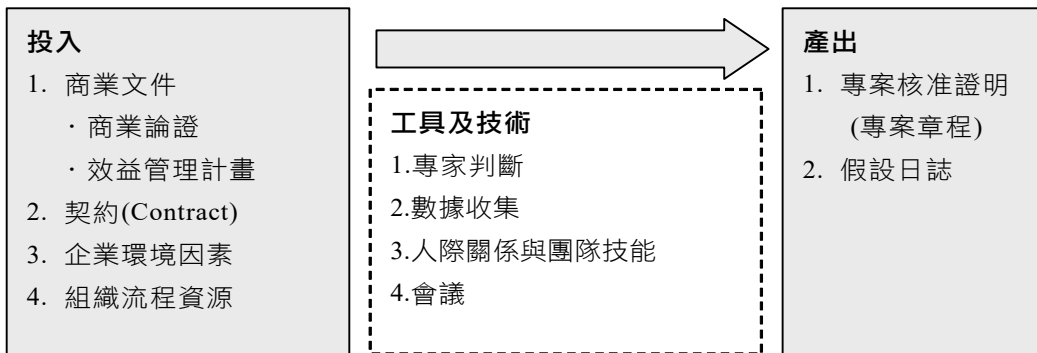 投入
1. 商業文件
．商業論證
．效益管理計畫
2. 契約(Contract)
3. 企業環境因素
4. 組織流程資源
工具及技術
1.專家判斷
2.數據收集
3.人際關係與團隊技能
4.會議
產出
1. 專案核准證明
(專案章程)
2. 假設日誌